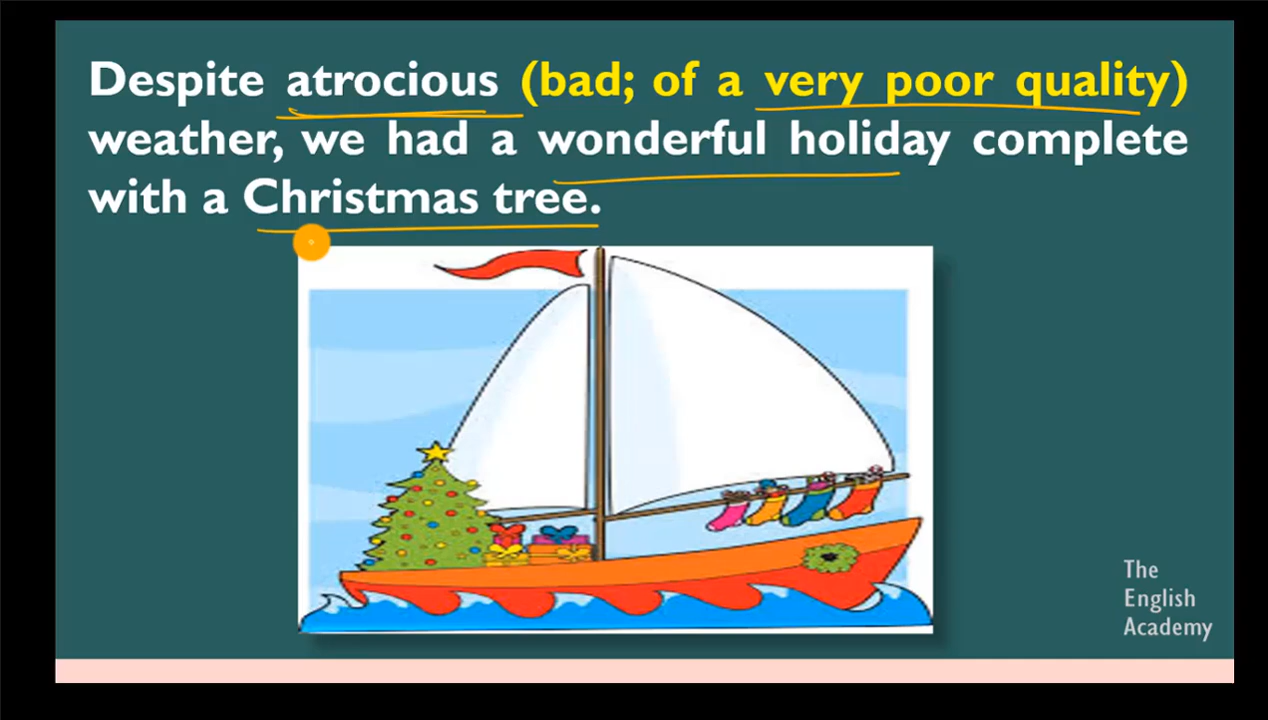 Despite atrocious (bad; of a very poor quality)
weather, we had a wonderful holiday complete
with a Christmas tree.
The
English
Academy